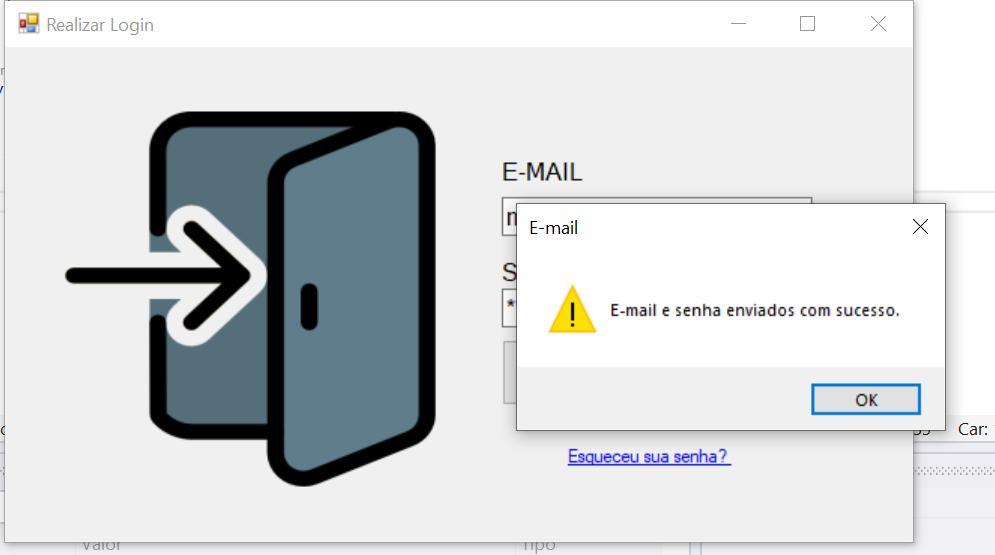 Realizar Login
E-MAIL
E-mail
E-mail e senha enviados com sucesso.
OK
Esqueceu sua senha?
Car:
Valor
Tipo